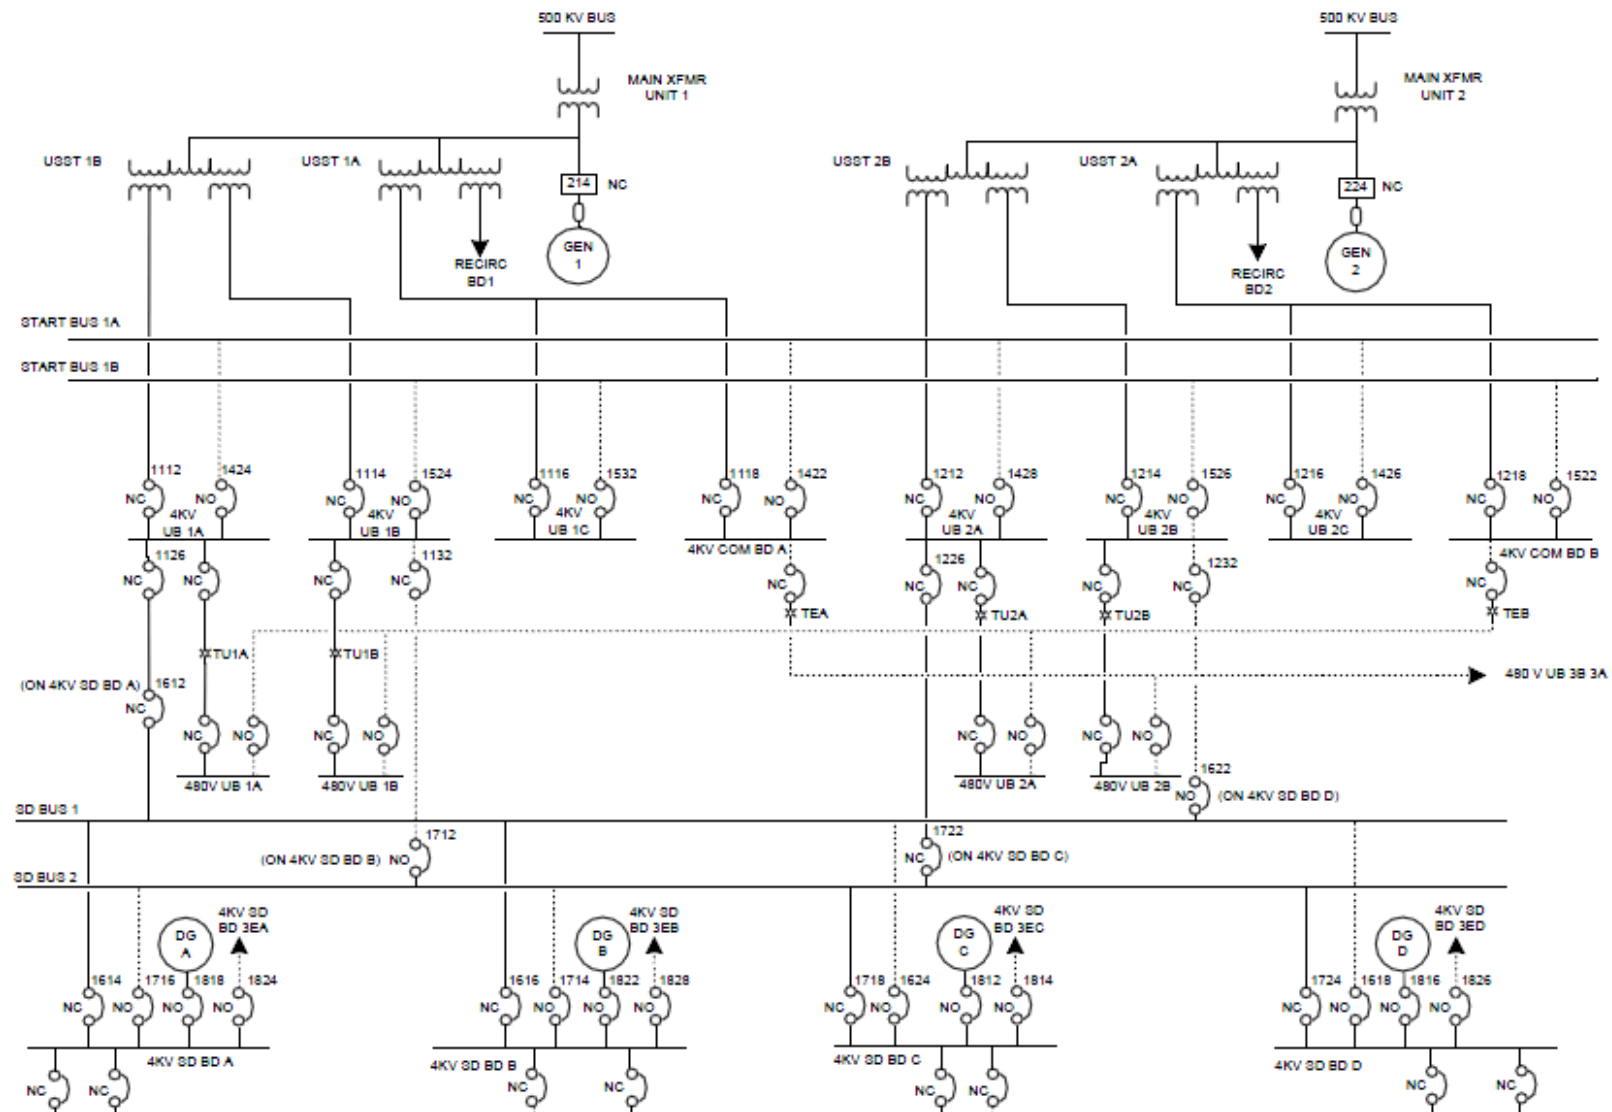 500 KV BUS
500 KV BUS
MAIN XFMR
UNIT 1
MAIN XFMR
UNIT 2
USST 1B
USST 1A
USST 2B
USST 2A
214
NC
224
NC
GEN
1
GEN
2
RECIRC
BD1
RECIRC
BD2
START BUS 1A
START BUS 1B
1112
1424
1114
1524
1116
1532
1118
1422
1212
1428
1214
1526
1216
1426
1218
1522
NC
NO
NC
NO
NC
NO
NC
NO
NC
NO
NC
NO
NC
NO
NC
NO
4KV
UB 1A
4KV
UB 1B
4KV
UB 1C
4KV COM BD A
4KV
UB 2A
4KV
UB 2B
4KV
UB 2C
4KV COM BD B
1126
1132
1226
1232
NC
NC
NC
NC
NC
NC
NC
NC
NC
NC
TEA
TU2A
TU2B
TEB
TU1A
TU1B
480 V UB 3B 3A
(ON 4KV SD BD A)
1612
NC
NC
NO
NC
NO
NC
NO
NC
NO
480V UB 1A
480V UB 1B
480V UB 2A
480V UB 2B
1622
NO
(ON 4KV SD BD D)
SD BUS 1
1712
(ON 4KV SD BD B)
NO
1722
NC
(ON 4KV SD BD C)
SD BUS 2
DG
A
4KV SD
BD 3EA
DG
B
4KV SD
BD 3EB
DG
C
4KV SD
BD 3EC
DG
D
4KV SD
BD 3ED
1614
1716
1818
1824
1616
1714
1822
1828
1718
1624
1812
1814
1724
1618
1816
1826
NC
NO
NO
NO
NC
NO
NO
NO
NC
NO
NO
NO
NC
NO
NO
NO
4KV SD BD A
4KV SD BD B
4KV SD BD C
4KV SD BD D
NC
NC
NC
NC
NC
NC
NC
NC